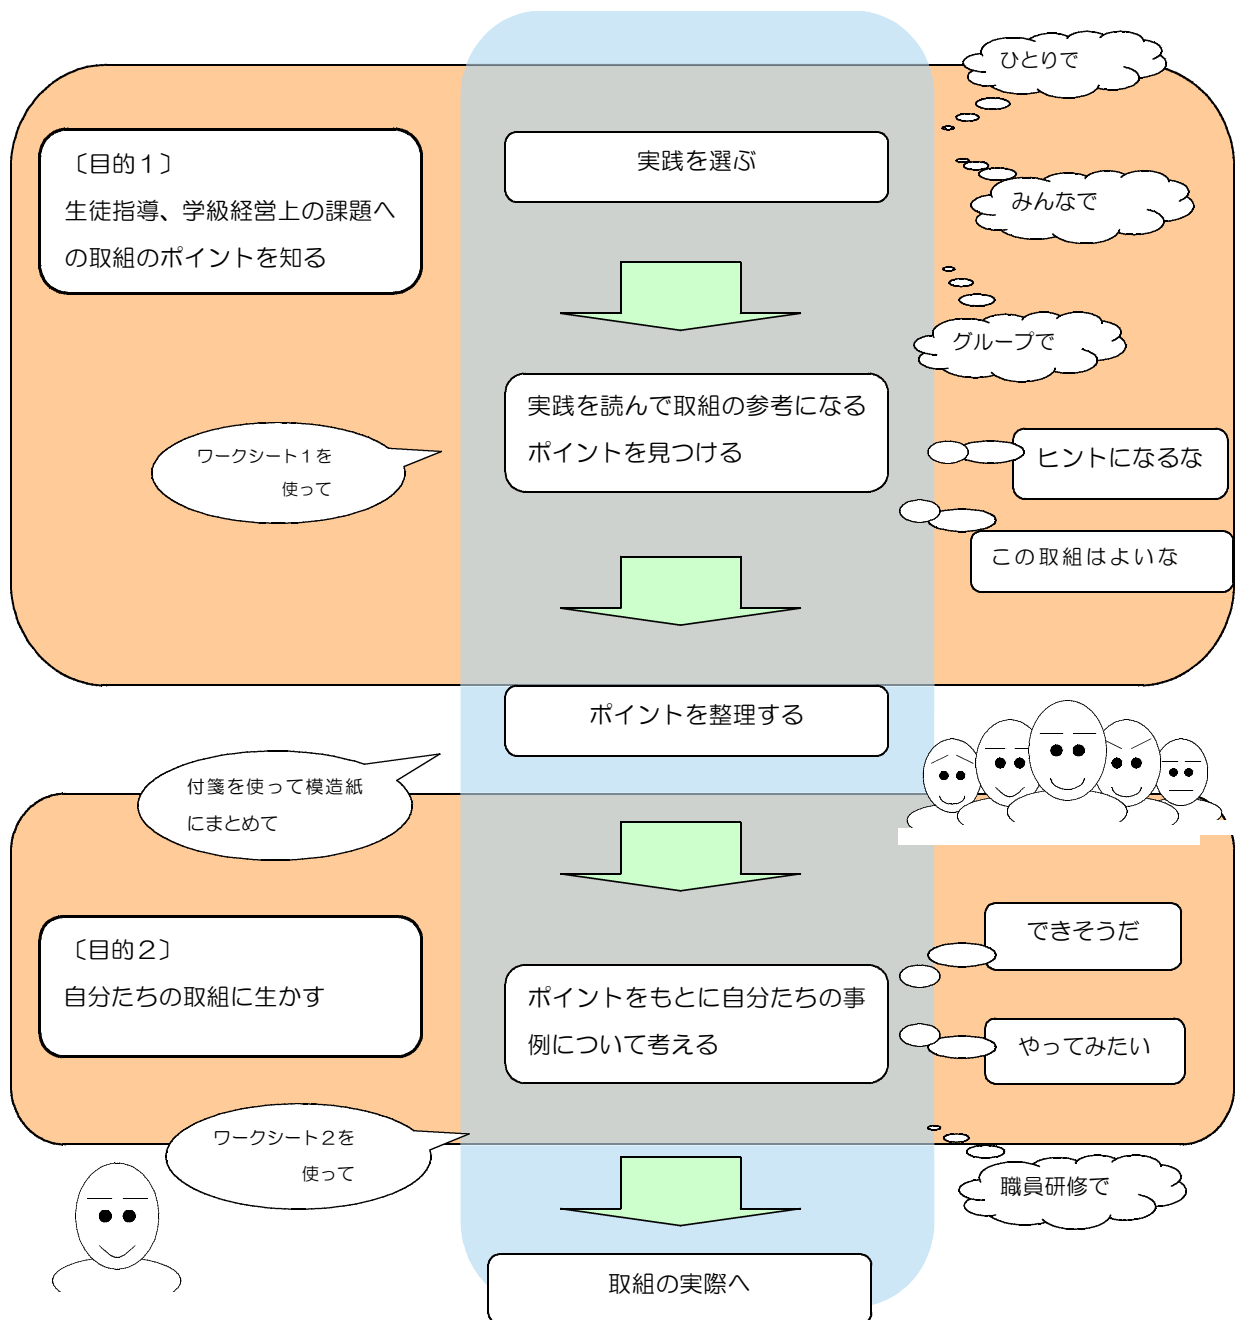 ひとりで
〔目的１〕
生徒指導、学級経営上の課題へ
の取組のポイントを知る
実践を選ぶ
みんなで
グループで
実践を読んで取組の参考になる
ポイントを見つける
ワークシート１を
使って
ヒントになるな
この取組はよいな
ポイントを整理する
付箋を使って模造紙
にまとめて
〔目的２〕
自分たちの取組に生かす
できそうだ
ポイントをもとに自分たちの事
例について考える
やってみたい
ワークシート２を
使って
職員研修で
取組の実際へ